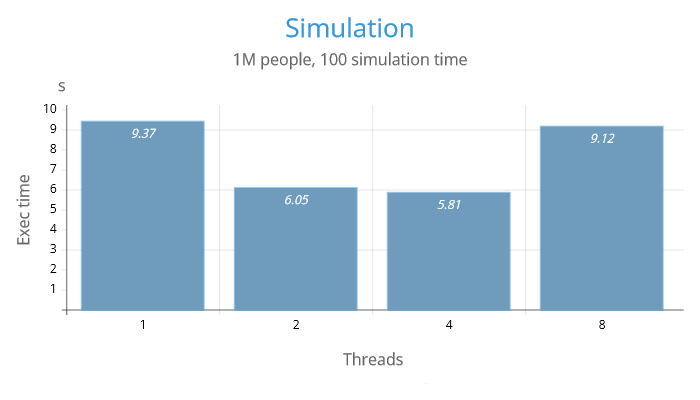 Simulation
1M people, 100 simulation time
s
10
9
8
7
6
5
4
3
2
1
Exec time
9.37
6.05
5.81
9.12
1 2 4 8
Threads